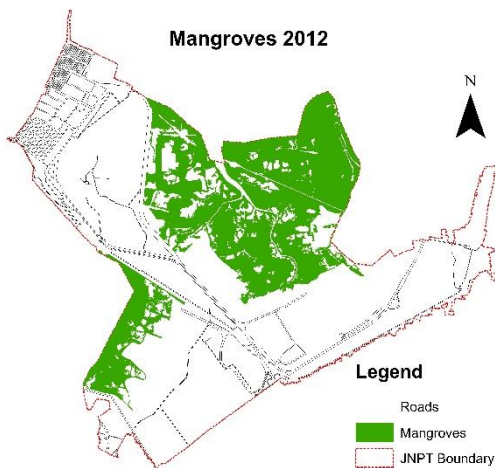 Mangroves 2012
N
Legend
Roads
Mangroves
JNPT Boundary